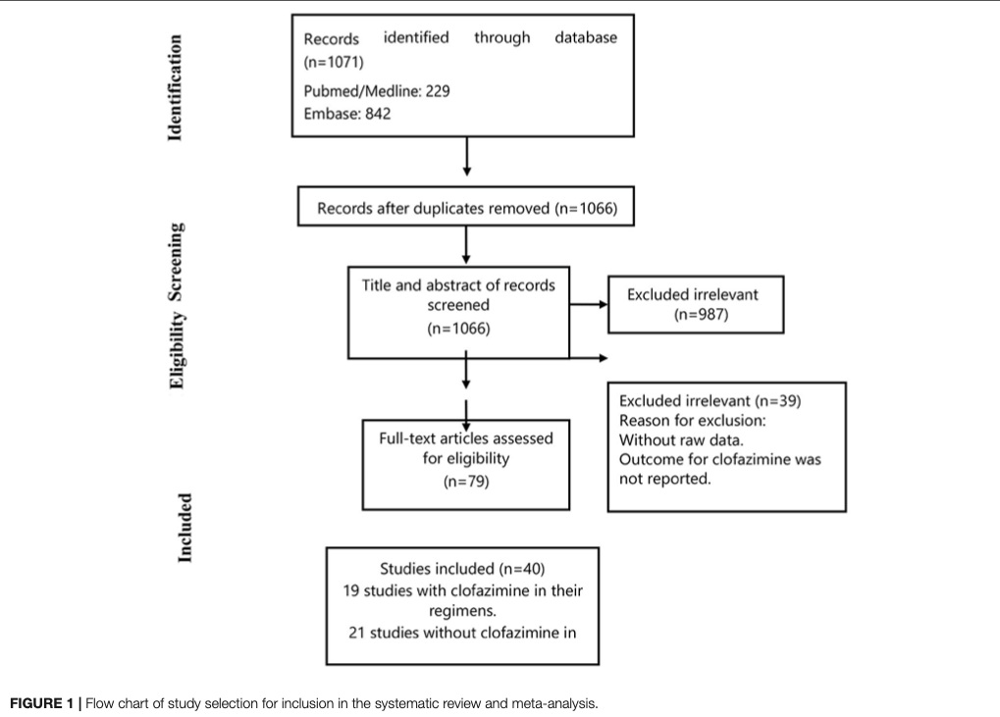 Identification
Records identified through database
(n=1071)
Pubmed/Medline: 229
Embase: 842
Records after duplicates removed (n=1066)
Eligibility Screening
Title and abstract of records
screened
(n=1066)
Excluded irrelevant
(n=987)
Excluded irrelevant (n=39)
Reason for exclusion:
Without raw data.
Outcome for clofazimine was
not reported.
Full-text articles assessed
for eligibility
(n=79)
Included
Studies included (n=40)
19 studies with clofazimine in their
regimens.
21 studies without clofazimine in
FIGURE 1 | Flow chart of study selection for inclusion in the systematic review and meta-analysis.